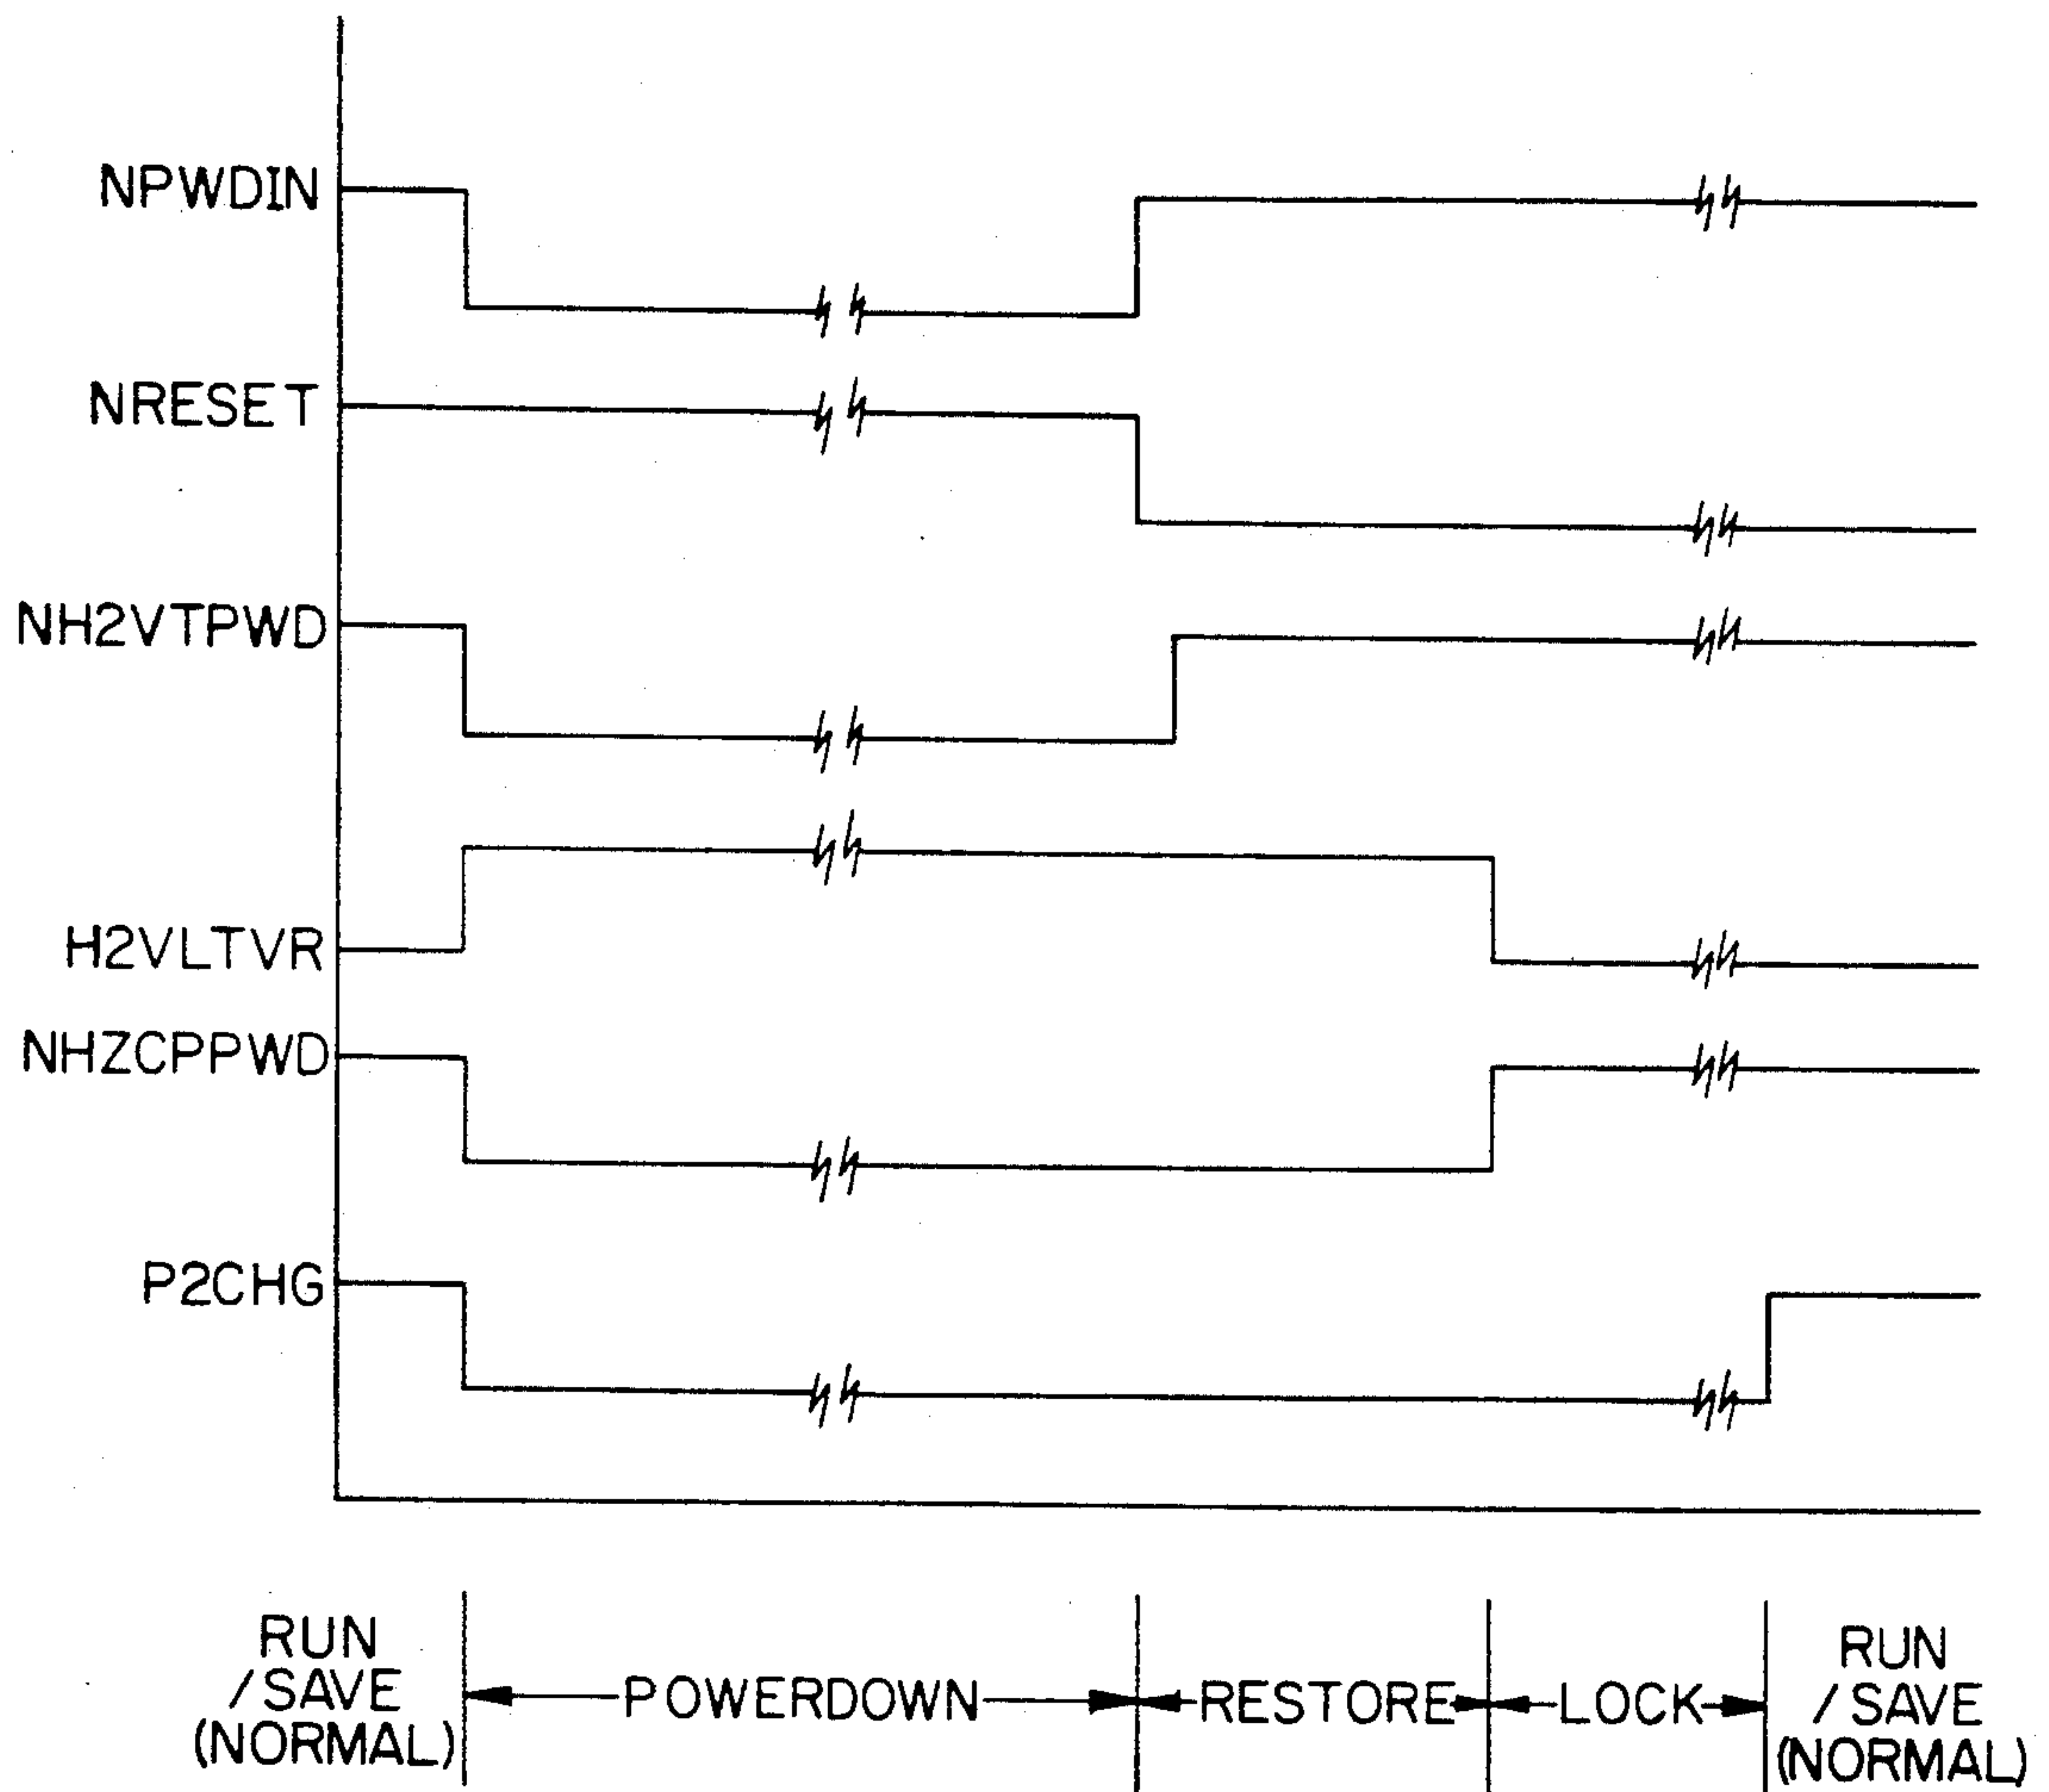 NPWDIN
NRESET
NH2VTPWD
H2VLTVR
NHZCPPWD
P2CHG
RUN
/SAVE
(NORMAL)
POWERDOWN
RESTORE
LOCK
RUN
/SAVE
(NORMAL)